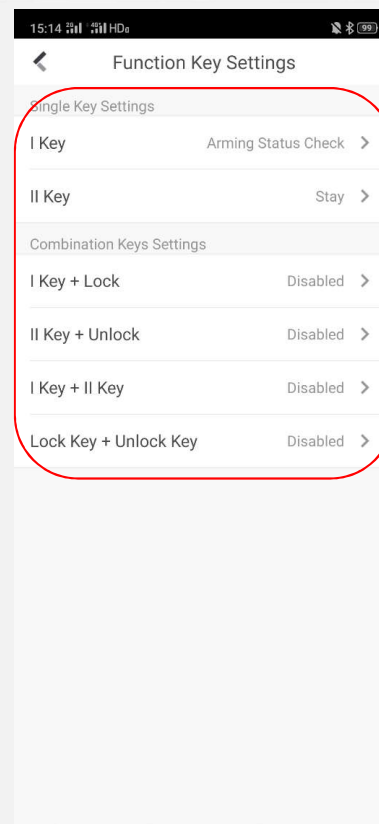 15:14 HD
Function Key Settings
Single Key Settings
I Key Arming Status Check
II Key Stay
Combination Keys Settings
I Key + Lock Disabled
II Key + Unlock Disabled
I Key + II Key Disabled
Lock Key + Unlock Key Disabled